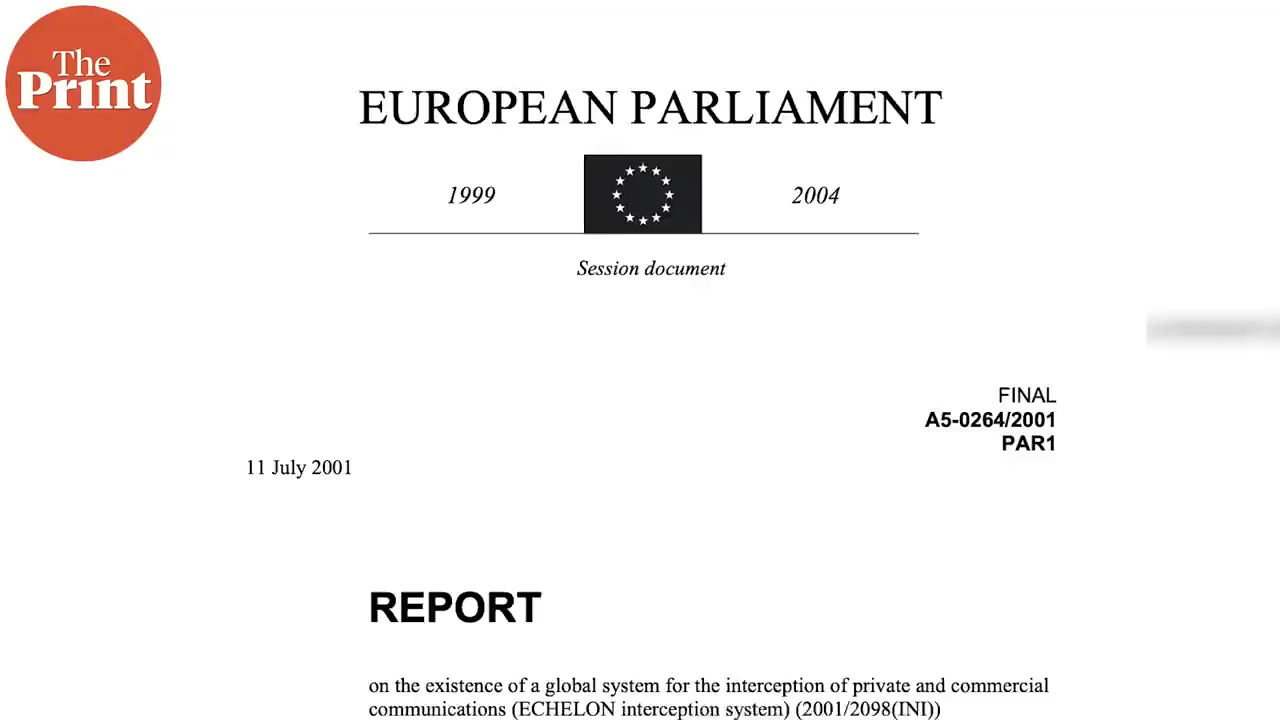 The
Print
EUROPEAN PARLIAMENT
1999 2004
Session document
FINAL
A5-0264/2001
PAR1
11 July 2001
REPORT
on the existence of a global system for the interception of private and commercial
communications (ECHELON interception system) (2001/2098(INI))